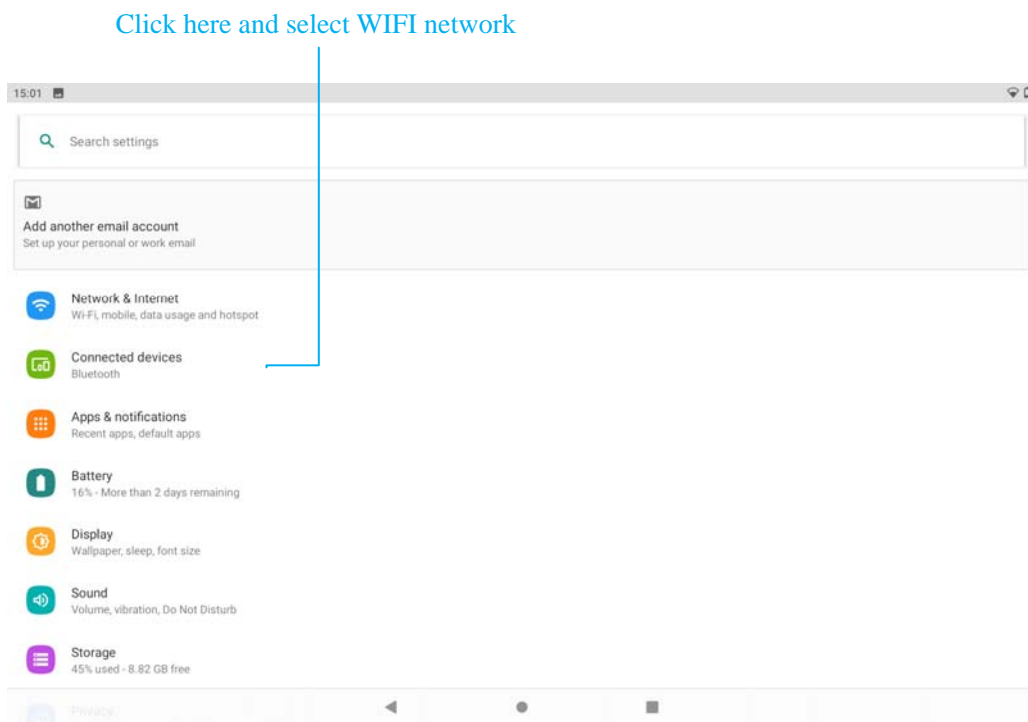 Click here and select WIFI network
15:01
Search settings
Add another email account
Set up your personal or work email
Network & Internet
Wi-Fi, mobile, data usage and hotspot
Connected devices
Bluetooth
Apps & notifications
Recent apps, default apps
Battery
16% - More than 2 days remaining
Display
Wallpaper, sleep, font size
Sound
Volume, vibration, Do Not Disturb
Storage
45% used - 8.82 GB free
Privacy